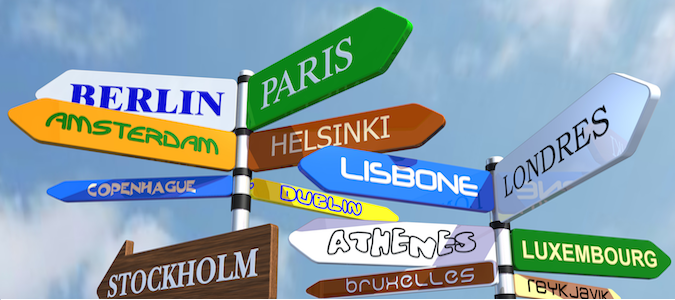 PARIS
BERLIN
AMSTERDAM
HELSINKI
COPENHAGUE
DUBLIN
STOCKHOLM
LONDRES
LISBONE
ATHENES
LUXEMBOURG
BRUXELLES
REYKJAVIK